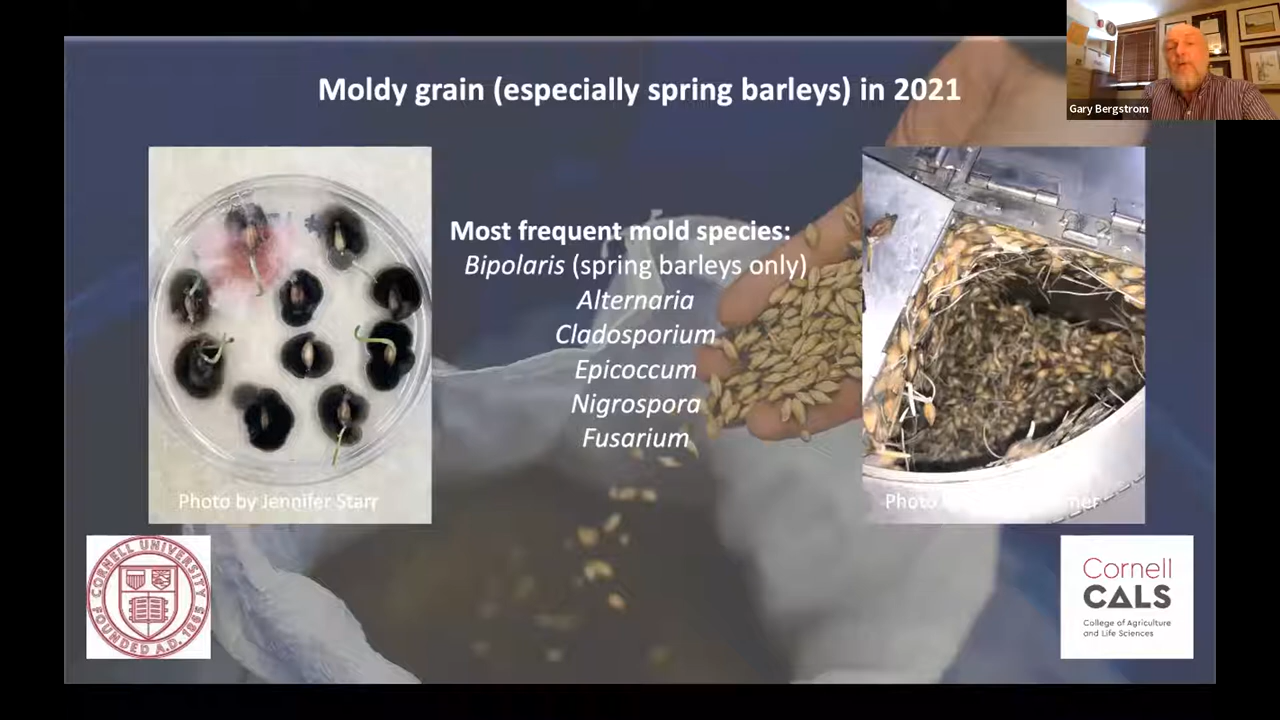 Moldy grain (especially spring barleys) in 2021
Gary Bergstrom
Most frequent mold species:
Bipolaris (spring barleys only)
Alternaria
Cladosporium
Epicoccum
Nigrospora
Fusarium
Photo by Jennifer Starr
Photo
CORNELL UNIVERSITY
FOUNDED A.D. 1865
Cornell
CALS
College of Agriculture
and Life Sciences